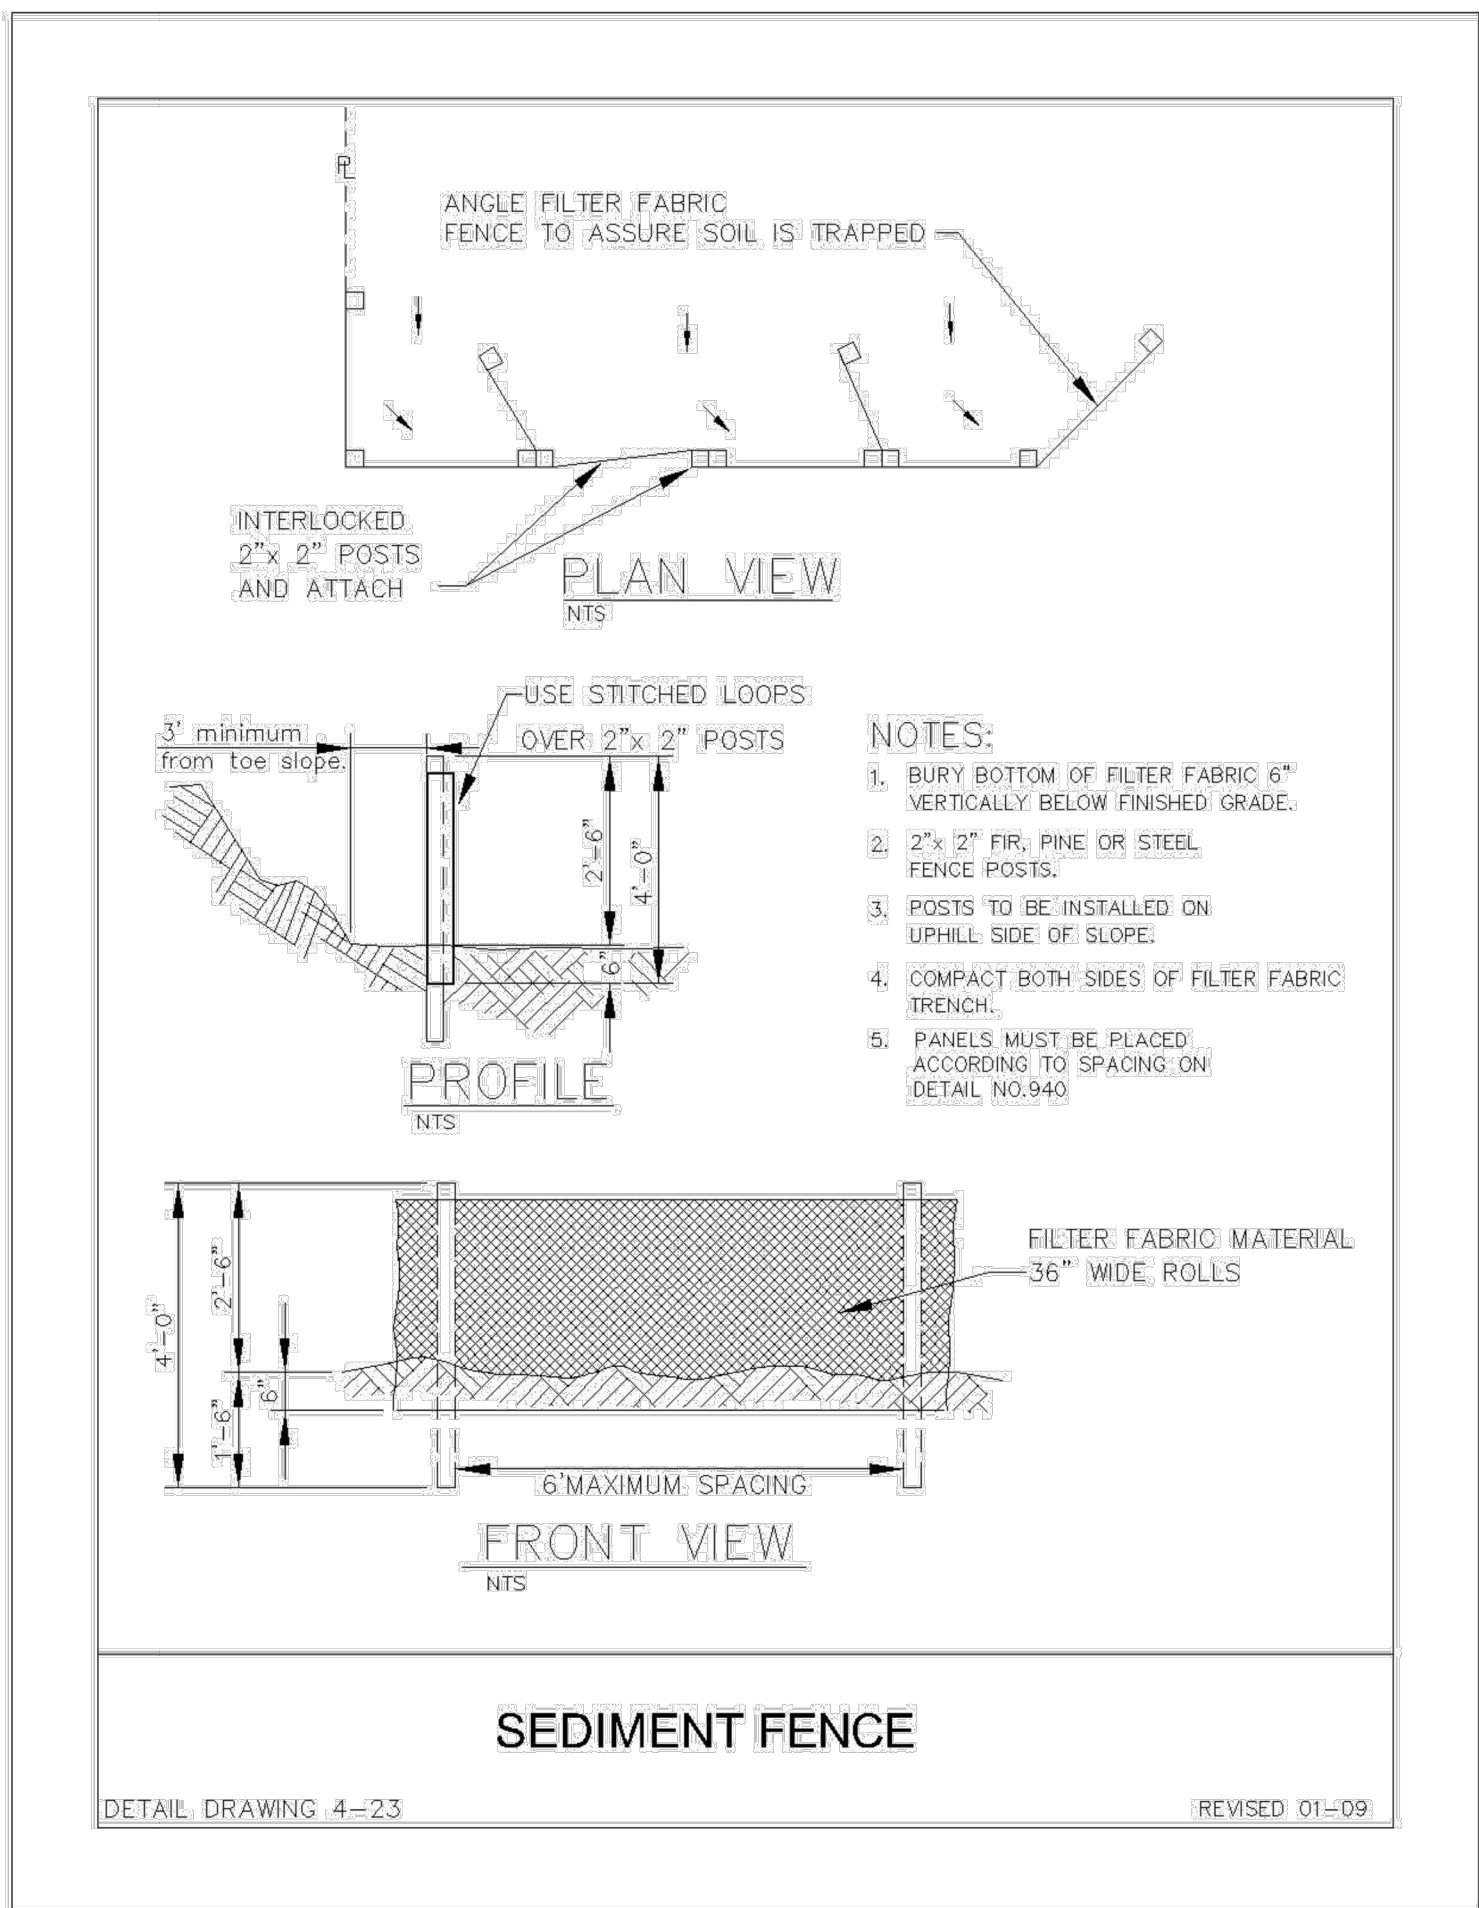 PL
ANGLE FILTER FABRIC
FENCE TO ASSURE SOIL IS TRAPPED
INTERLOCKED
2"x 2" POSTS
AND ATTACH
PLAN VIEW
NTS
USE STITCHED LOOPS
OVER 2"x 2" POSTS
3' minimum
from toe slope.
2'-6"
4'-0"
6"
PROFILE
NTS
NOTES:
1. BURY BOTTOM OF FILTER FABRIC 6"
VERTICALLY BELOW FINISHED GRADE.
2. 2"x 2" FIR, PINE OR STEEL
FENCE POSTS.
3. POSTS TO BE INSTALLED ON
UPHILL SIDE OF SLOPE.
4. COMPACT BOTH SIDES OF FILTER FABRIC
TRENCH.
5. PANELS MUST BE PLACED
ACCORDING TO SPACING ON
DETAIL NO.940
4'-0"
2'-6"
1'-6"
6"
FILTER FABRIC MATERIAL
36" WIDE ROLLS
6'MAXIMUM SPACING
FRONT VIEW
NTS
SEDIMENT FENCE
DETAIL DRAWING 4-23
REVISED 01-09